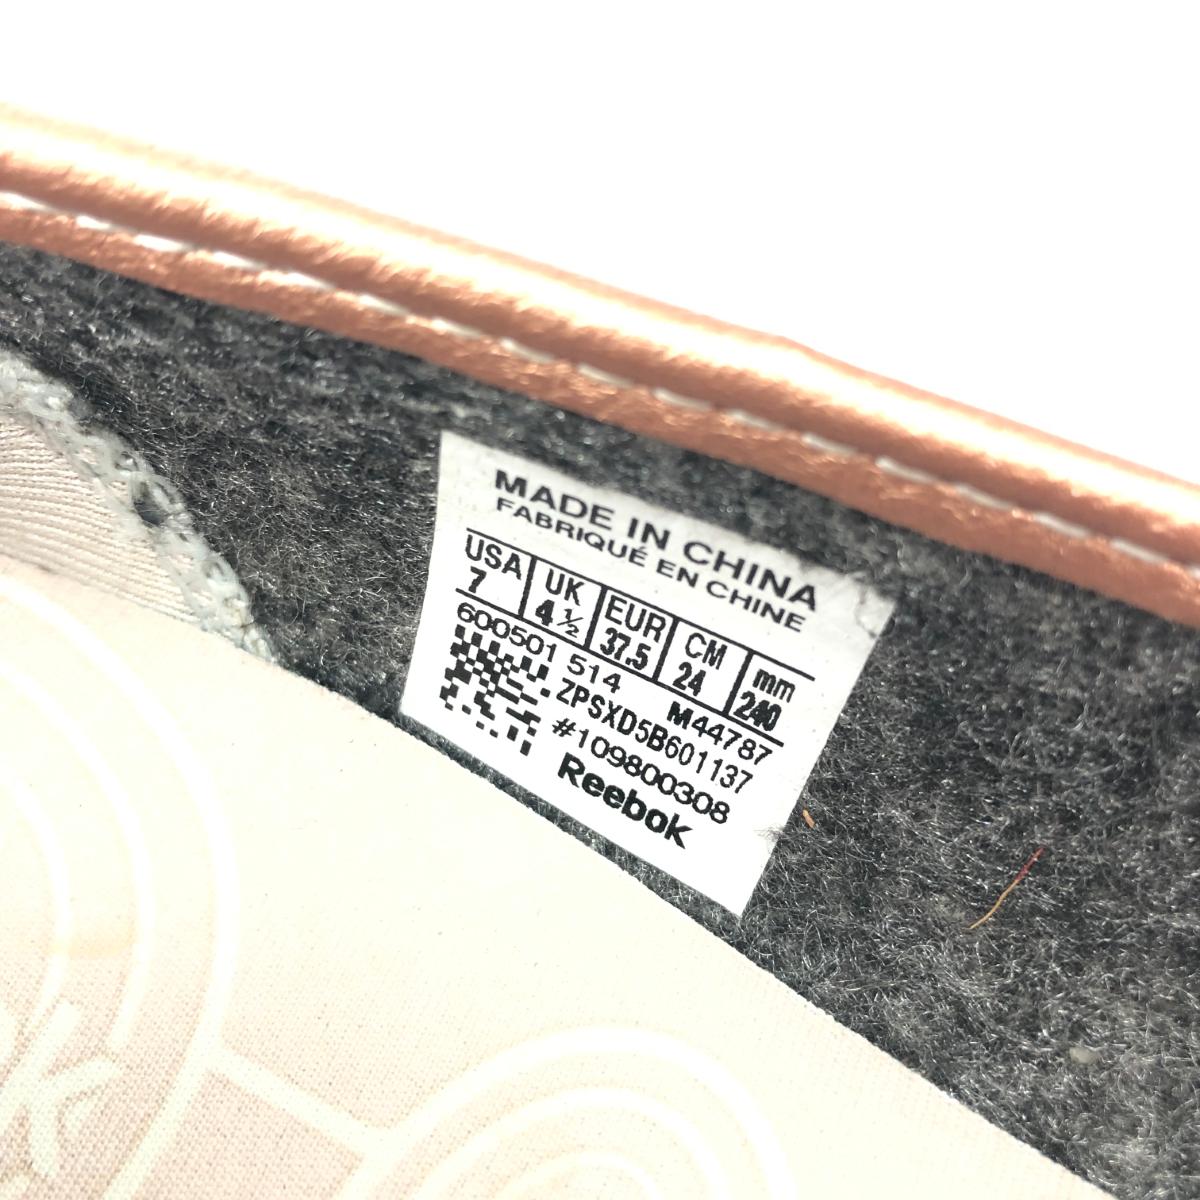 MADE IN CHINA
FABRIQUÉ EN CHINE
USA UK EUR CM mm
7 4 ½ 37.5 24 240
600501 514 M44787
ZPSXD5B601137
#109800308
Reebok